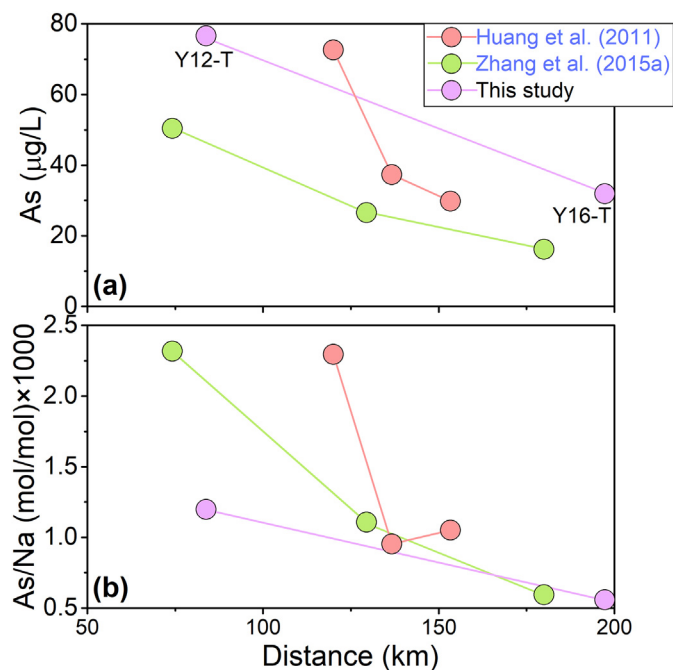 80
60
40
20
0
As (μg/L)
Y12-T
Huang et al. (2011)
Zhang et al. (2015a)
This study
Y16-T
(a)
2.5
2.0
1.5
1.0
0.5
As/Na (mol/mol)×1000
(b)
50 100 150 200
Distance (km)